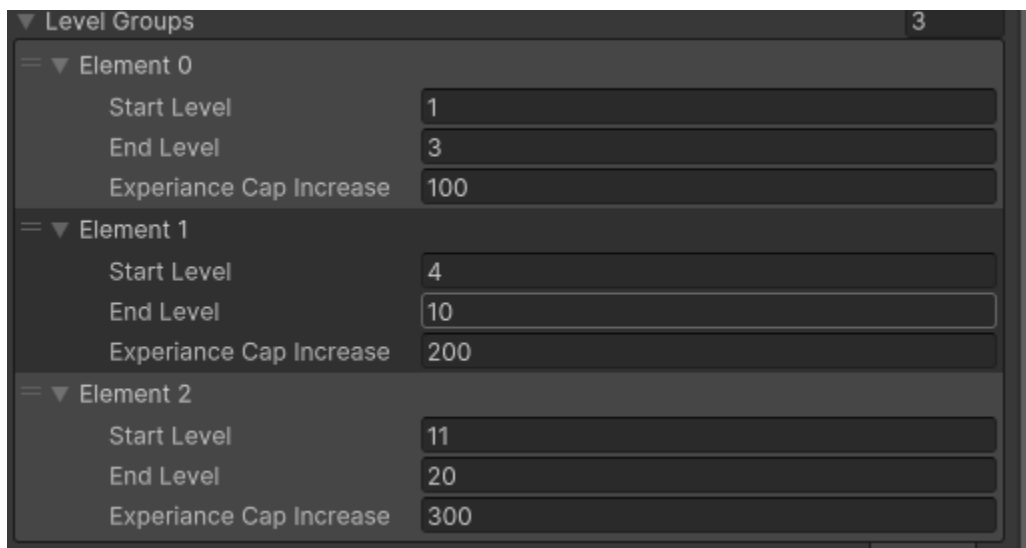 Level Groups 3
Element 0
Start Level 1
End Level 3
Experiance Cap Increase 100
Element 1
Start Level 4
End Level 10
Experiance Cap Increase 200
Element 2
Start Level 11
End Level 20
Experiance Cap Increase 300